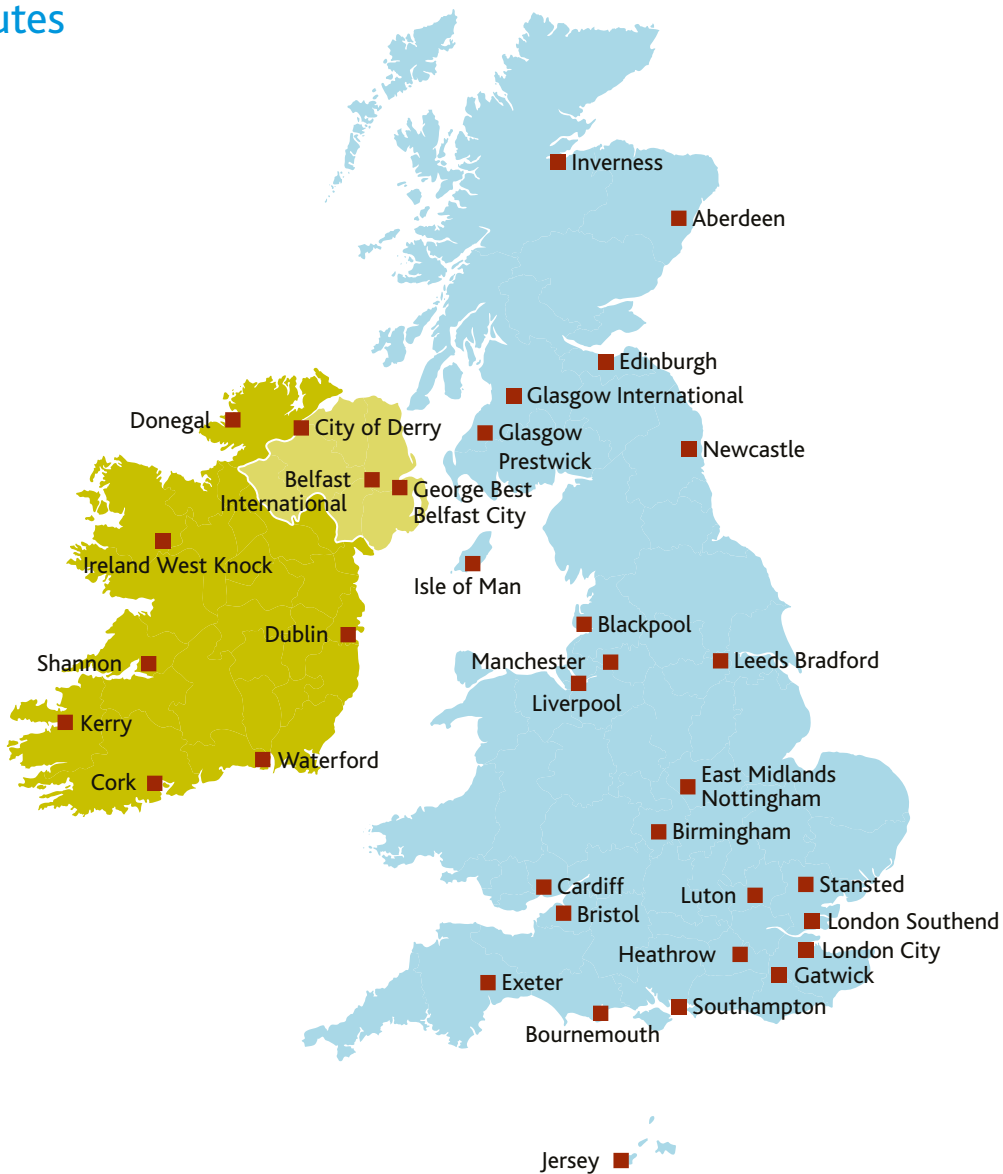 utes
Inverness
Aberdeen
Edinburgh
Glasgow International
Donegal
City of Derry
Glasgow
Prestwick
Newcastle
Belfast
International
George Best
Belfast City
Ireland West Knock
Isle of Man
Blackpool
Dublin
Shannon
Manchester
Leeds Bradford
Liverpool
Kerry
Waterford
Cork
East Midlands
Nottingham
Birmingham
Cardiff
Luton
Stansted
Bristol
London Southend
Heathrow
London City
Gatwick
Exeter
Southampton
Bournemouth
Jersey